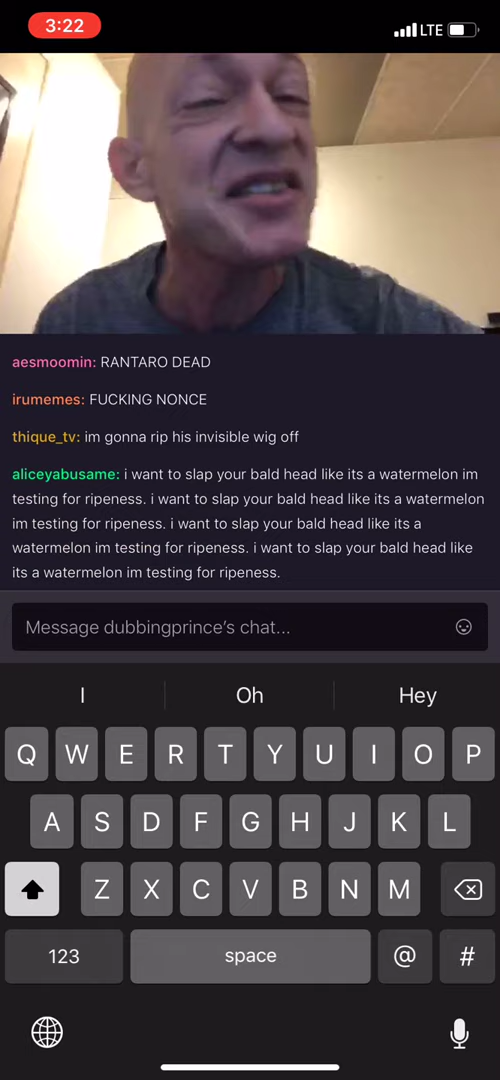 3:22
LTE
aesmoomin: RANTARO DEAD
irumemes: FUCKING NONCE
thique_tv: im gonna rip his invisible wig off
aliceyabusame: i want to slap your bald head like its a watermelon im
testing for ripeness. i want to slap your bald head like its a watermelon
im testing for ripeness. i want to slap your bald head like its a
watermelon im testing for ripeness. i want to slap your bald head like
its a watermelon im testing for ripeness.
Message dubbingprince's chat...
I Oh Hey
Q W E R T Y U I O P
A S D F G H J K L
Z X C V B N M
123 space @ #